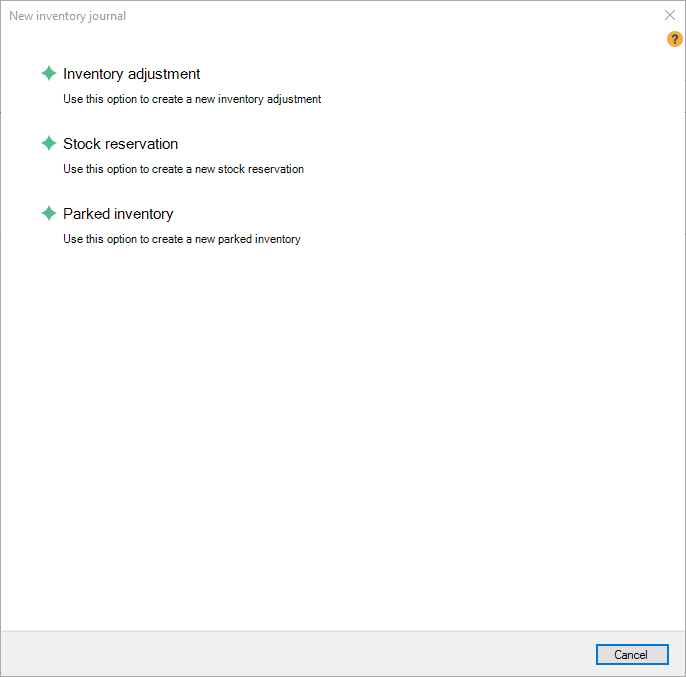 New inventory journal
?
Inventory adjustment
Use this option to create a new inventory adjustment
Stock reservation
Use this option to create a new stock reservation
Parked inventory
Use this option to create a new parked inventory
Cancel